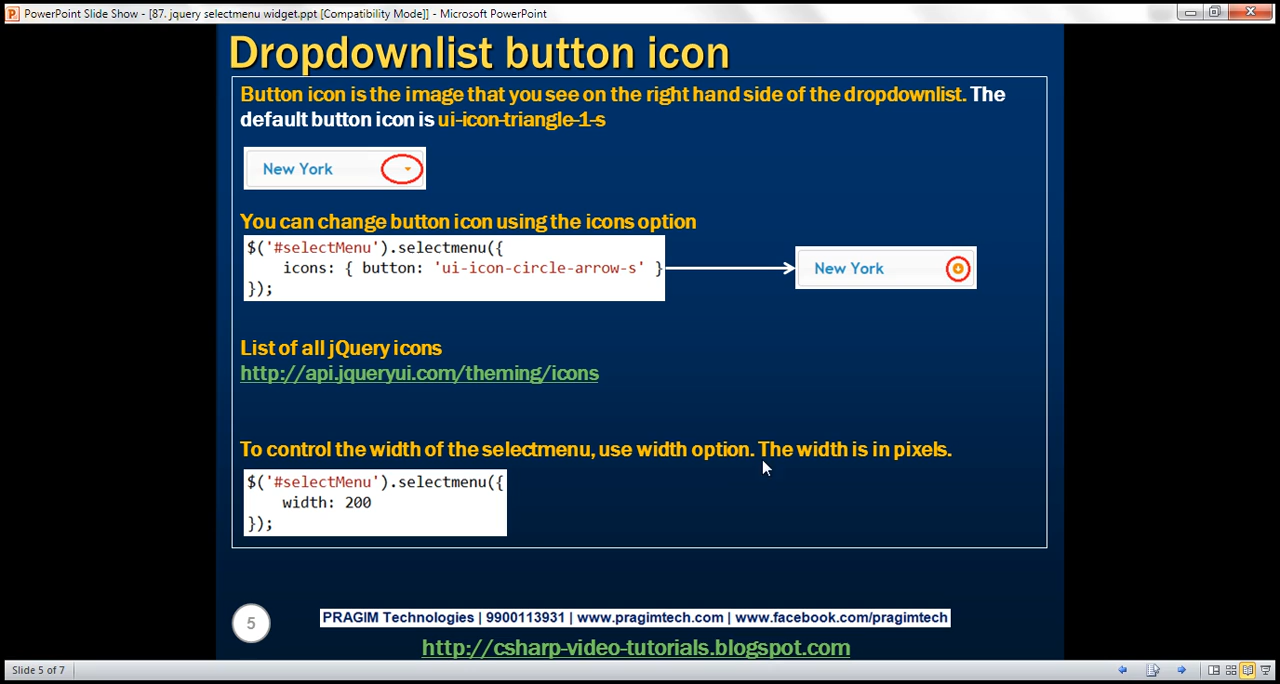 PowerPoint Slide Show - [87. jquery selectmenu widget.ppt [Compatibility Mode]] - Microsoft PowerPoint
Dropdownlist button icon
Button icon is the image that you see on the right hand side of the dropdownlist. The
default button icon is ui-icon-triangle-1-s
New York
You can change button icon using the icons option
$('#selectMenu').selectmenu({
icons: { button: 'ui-icon-circle-arrow-s' }
});
New York
List of all jQuery icons
http://api.jqueryui.com/theming/icons
To control the width of the selectmenu, use width option. The width is in pixels.
$('#selectMenu').selectmenu({
width: 200
});
5
PRAGIM Technologies | 9900113931 | www.pragimtech.com | www.facebook.com/pragimtech
http://csharp-video-tutorials.blogspot.com
Slide 5 of 7